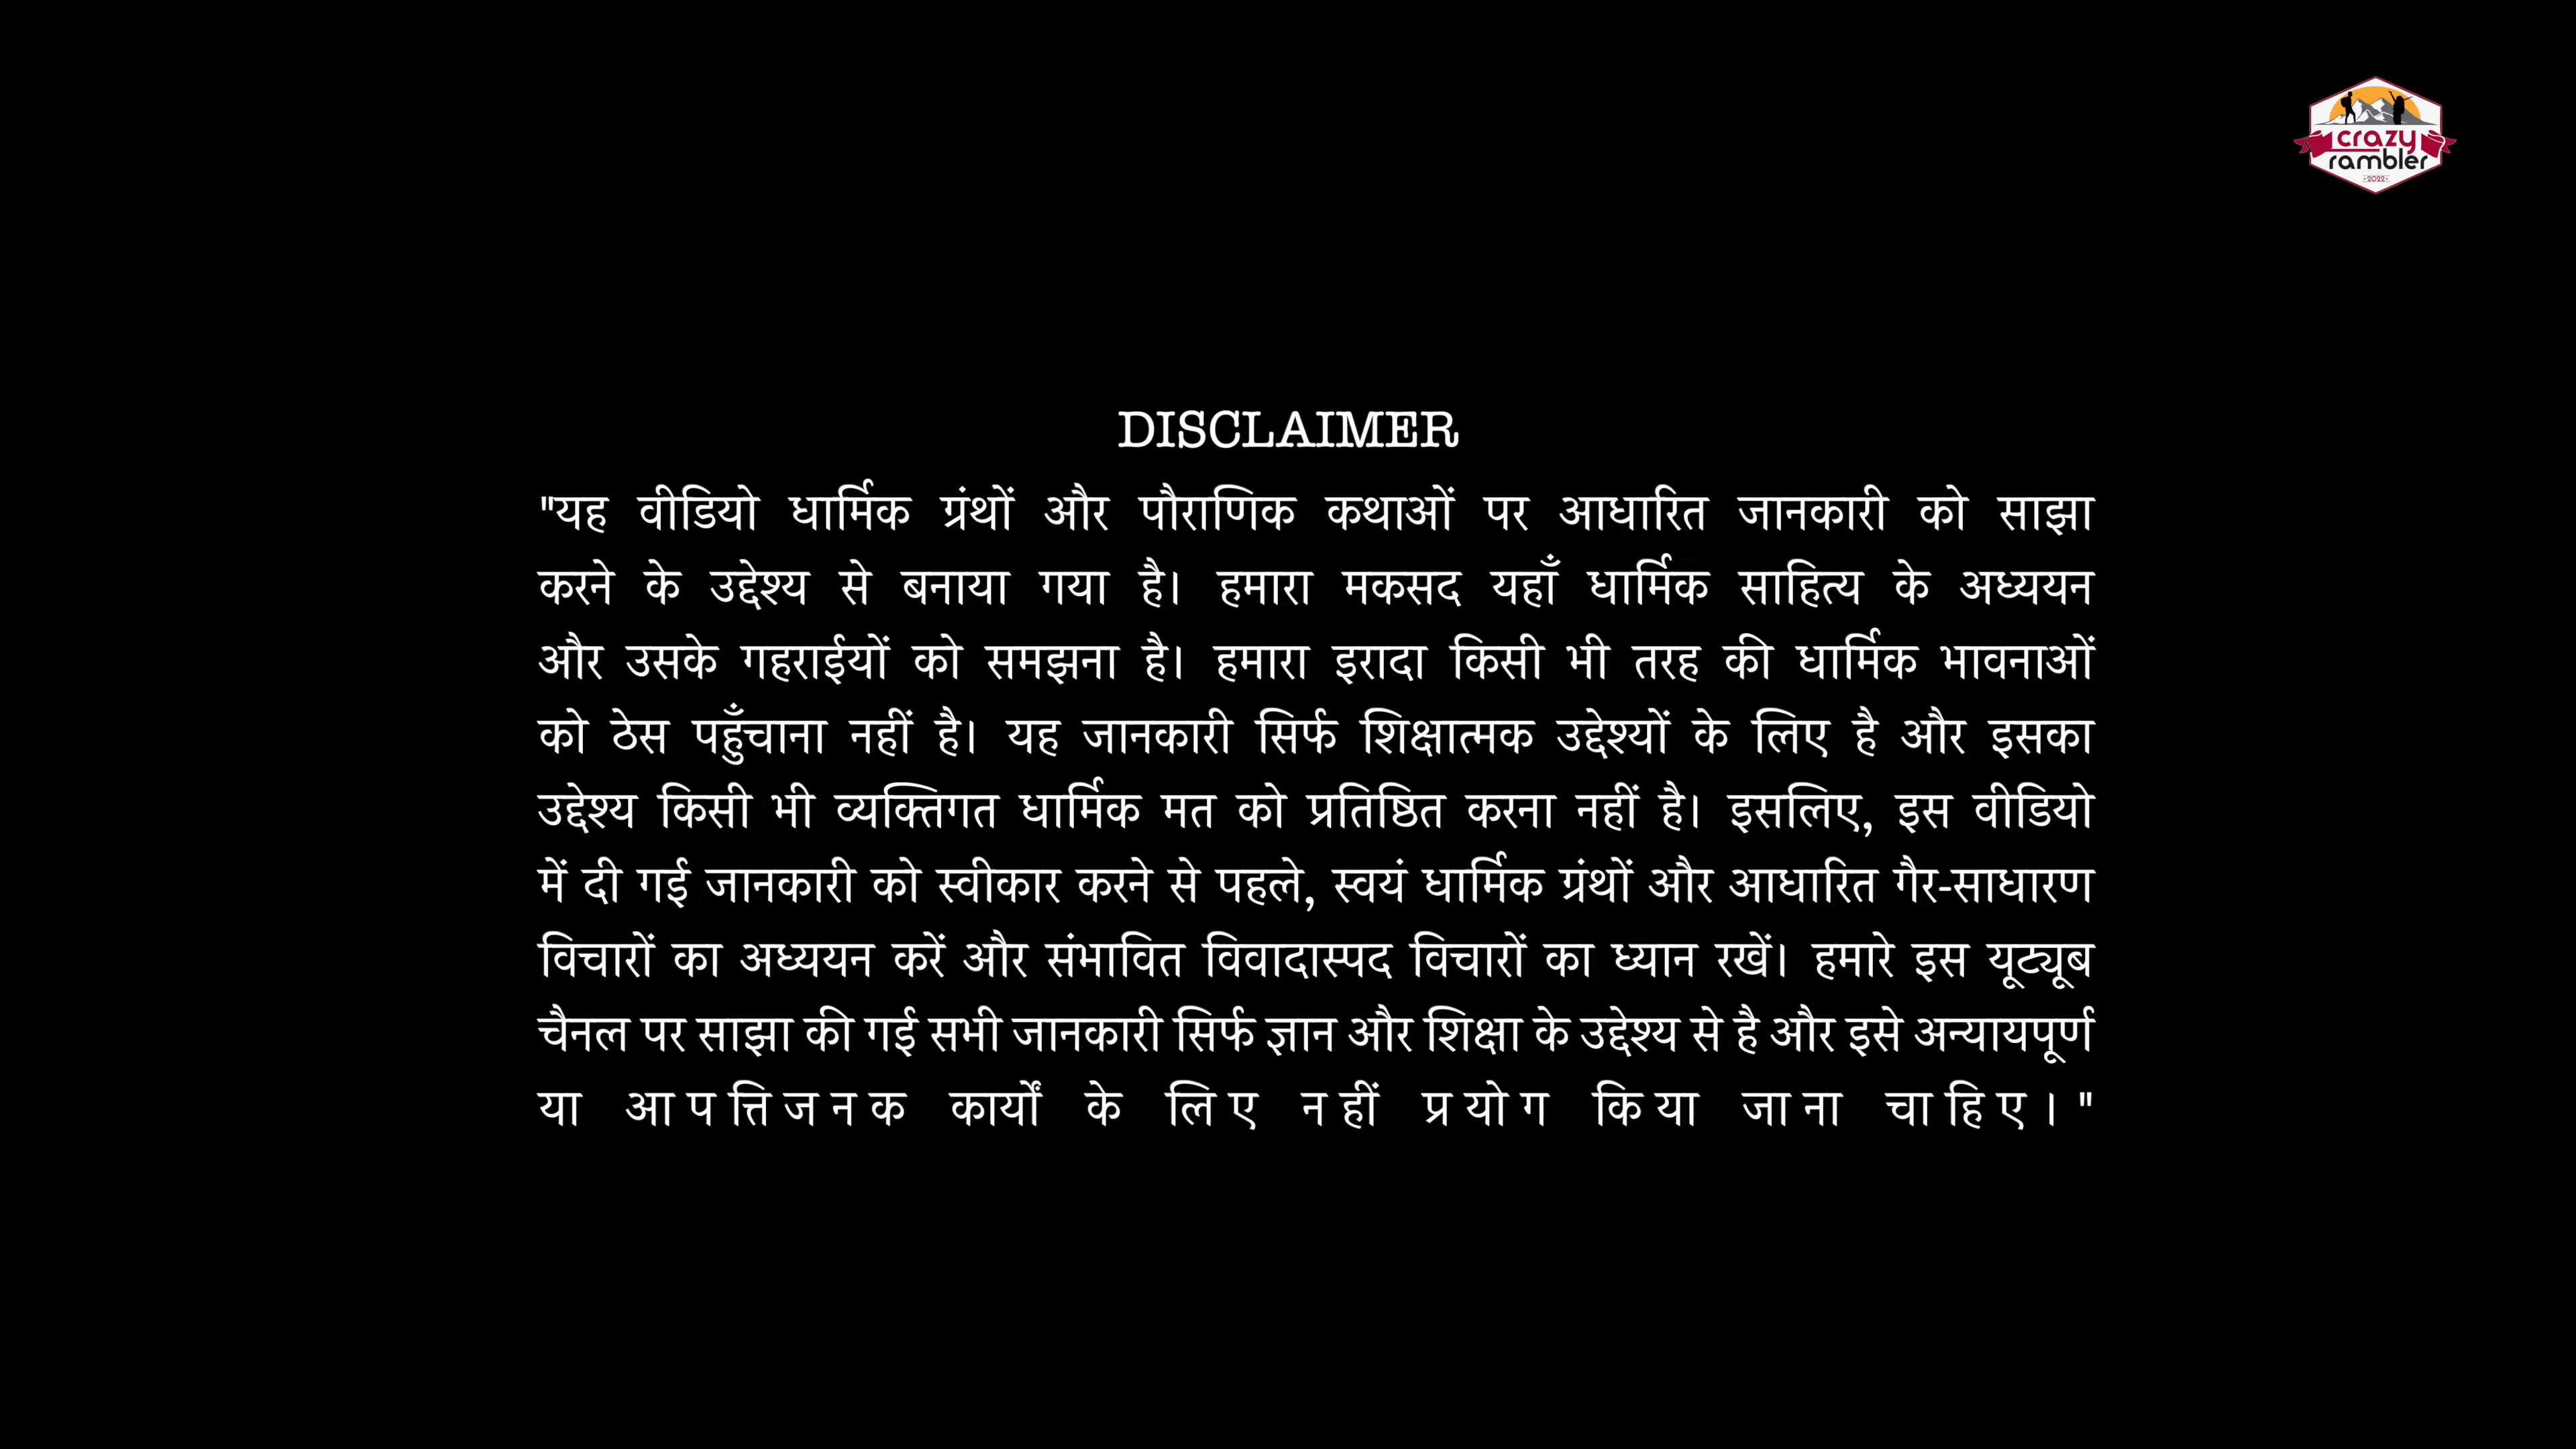 crazy
rambler
•2022•
DISCLAIMER
"यह वीडियो धार्मिक ग्रंथों और पौराणिक कथाओं पर आधारित जानकारी को साझा
करने के उद्देश्य से बनाया गया है। हमारा मकसद यहाँ धार्मिक साहित्य के अध्ययन
और उसके गहराईयों को समझना है। हमारा इरादा किसी भी तरह की धार्मिक भावनाओं
को ठेस पहुँचाना नहीं है। यह जानकारी सिर्फ शिक्षात्मक उद्देश्यों के लिए है और इसका
उद्देश्य किसी भी व्यक्तिगत धार्मिक मत को प्रतिष्ठित करना नहीं है। इसलिए, इस वीडियो
में दी गई जानकारी को स्वीकार करने से पहले, स्वयं धार्मिक ग्रंथों और आधारित गैर-साधारण
विचारों का अध्ययन करें और संभावित विवादास्पद विचारों का ध्यान रखें। हमारे इस यूट्यूब
चैनल पर साझा की गई सभी जानकारी सिर्फ ज्ञान और शिक्षा के उद्देश्य से है और इसे अन्यायपूर्ण
या आपत्तिजनक कार्यों के लिए नहीं प्रयोग किया जाना चाहिए।"